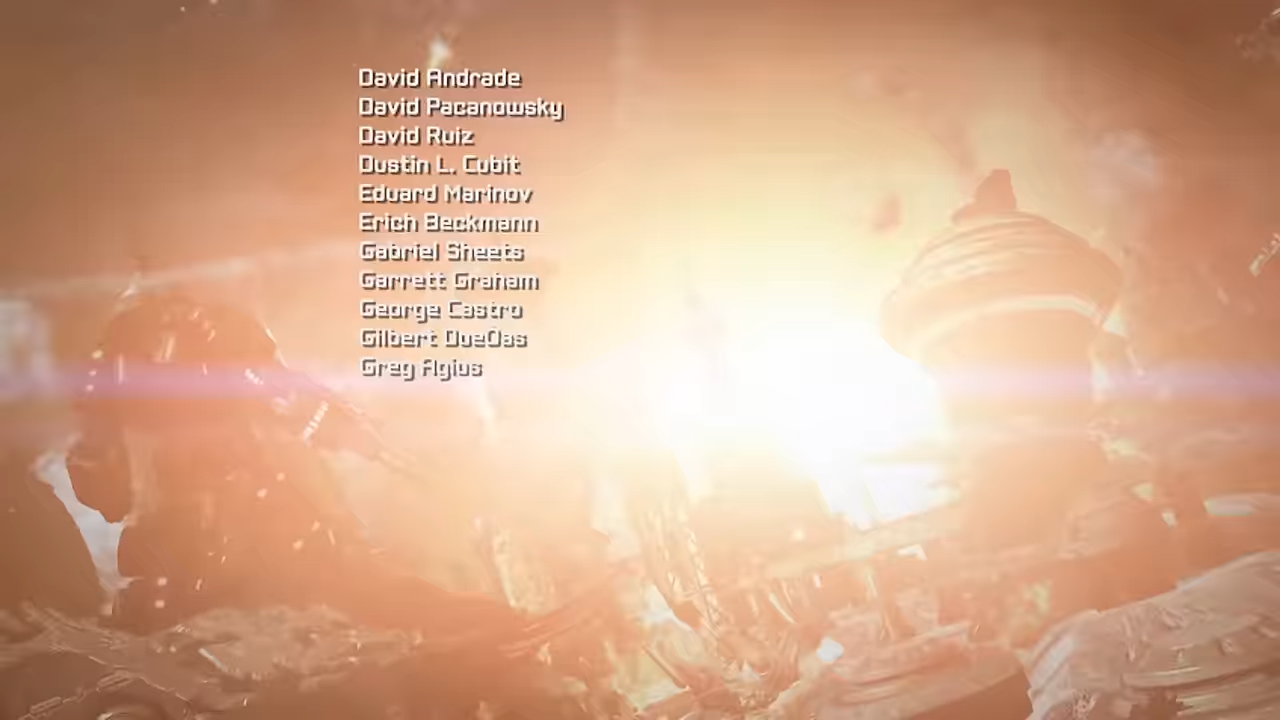 David Andrade
David Pacanowsky
David Ruiz
Dustin L. Cubit
Eduard Marinov
Erich Beckmann
Gabriel Sheets
Garrett Graham
George Castro
Gilbert DueÒas
Greg Agius